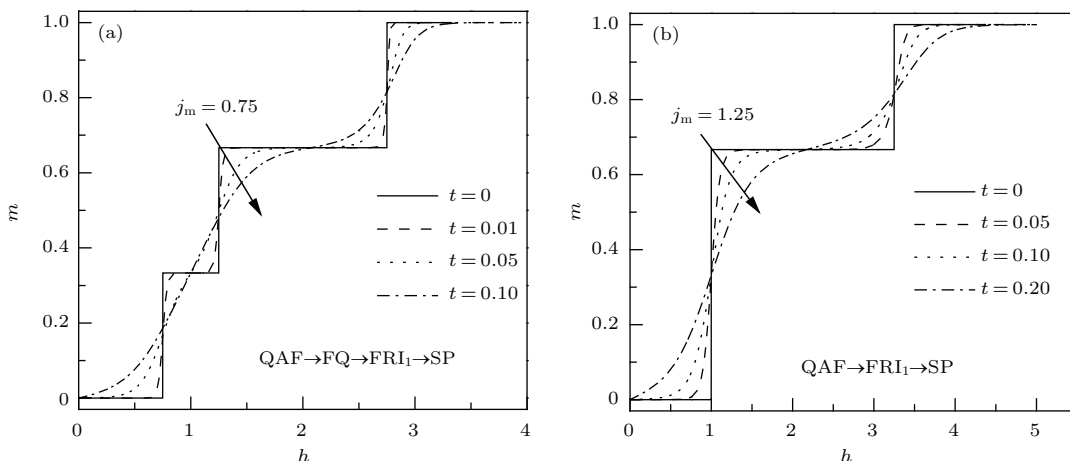 (a)
1.0
0.8
0.6
0.4
0.2
0
m
0 1 2 3 4
h
jm = 0.75
t = 0
t = 0.01
t = 0.05
t = 0.10
QAF→FQ→FRI1→SP
(b)
1.0
0.8
0.6
0.4
0.2
0
m
0 1 2 3 4 5
h
jm = 1.25
t = 0
t = 0.05
t = 0.10
t = 0.20
QAF→FRI1→SP